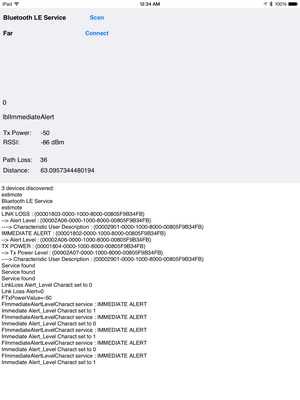 iPad 12:24 AM 100%
Bluetooth LE Service Scan
Far Connect
0
lblImmediateAlert
Tx Power: -50
RSSI: -86 dBm
Path Loss: 36
Distance: 63.0957344480194
3 devices discovered:
estimote
Bluetooth LE Service
estimote
LINK LOSS : (00001803-0000-1000-8000-00805F9B34FB)
--> Alert Level : (00002A06-0000-1000-8000-00805F9B34FB)
----> Characteristic User Description : (00002901-0000-1000-8000-00805F9B34FB)
IMMEDIATE ALERT : (00001802-0000-1000-8000-00805F9B34FB)
--> Alert Level : (00002A06-0000-1000-8000-00805F9B34FB)
TX POWER : (00001804-0000-1000-8000-00805F9B34FB)
--> Tx Power Level : (00002A07-0000-1000-8000-00805F9B34FB)
----> Characteristic User Description : (00002901-0000-1000-8000-00805F9B34FB)
Service found
Service found
Service found
LinkLoss Alert_Level Charact set to 0
Link Loss Alert=0
FTxPowerValue=-50
FImmediateAlertLevelCharact service : IMMEDIATE ALERT
Immediate Alert_Level Charact set to 1
FImmediateAlertLevelCharact service : IMMEDIATE ALERT
Immediate Alert_Level Charact set to 0
FImmediateAlertLevelCharact service : IMMEDIATE ALERT
Immediate Alert_Level Charact set to 1
FImmediateAlertLevelCharact service : IMMEDIATE ALERT
Immediate Alert_Level Charact set to 0
FImmediateAlertLevelCharact service : IMMEDIATE ALERT
Immediate Alert_Level Charact set to 1